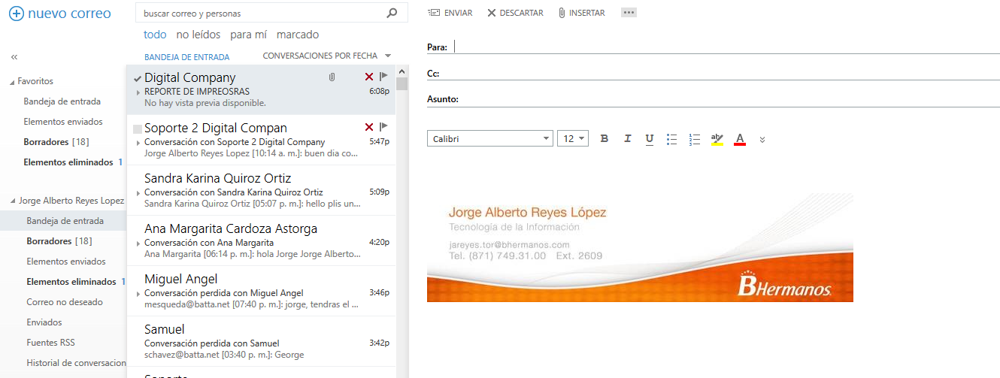 nuevo correo
«
Favoritos
Bandeja de entrada
Elementos enviados
Borradores [18]
Elementos eliminados 1
Jorge Alberto Reyes Lopez
Bandeja de entrada
Borradores [18]
Elementos enviados
Elementos eliminados 1
Correo no deseado
Enviados
Fuentes RSS
Historial de conversacion
buscar correo y personas
todo no leídos para mí marcado
BANDEJA DE ENTRADA CONVERSACIONES POR FECHA
Digital Company
REPORTE DE IMPREOSRAS 6:08p
No hay vista previa disponible.
Soporte 2 Digital Compan
Conversación con Soporte 2 Digital Company 5:47p
Jorge Alberto Reyes Lopez [10:14 a. m.]: buen dia co...
Sandra Karina Quiroz Ortiz
Conversación con Sandra Karina Quiroz Ortiz 5:09p
Sandra Karina Quiroz Ortiz [05:07 p. m.]: hello plis un...
Ana Margarita Cardoza Astorga
Conversación con Ana Margarita 4:20p
Ana Margarita [06:14 p. m.]: hola Jorge Jorge Alberto...
Miguel Angel
Conversación perdida con Miguel Angel 3:46p
mesqueda@batta.net [07:40 p. m.]: jorge, tendras el ...
Samuel
Conversación perdida con Samuel 3:42p
schavez@batta.net [03:40 p. m.]: George
ENVIAR DESCARTAR INSERTAR ...
Para:
Cc:
Asunto:
Calibri 12 B I U ab A
Jorge Alberto Reyes López
Tecnología de la Información
jareyes.tor@bhermanos.com
Tel. (871) 749.31.00 Ext. 2609
BHermanos